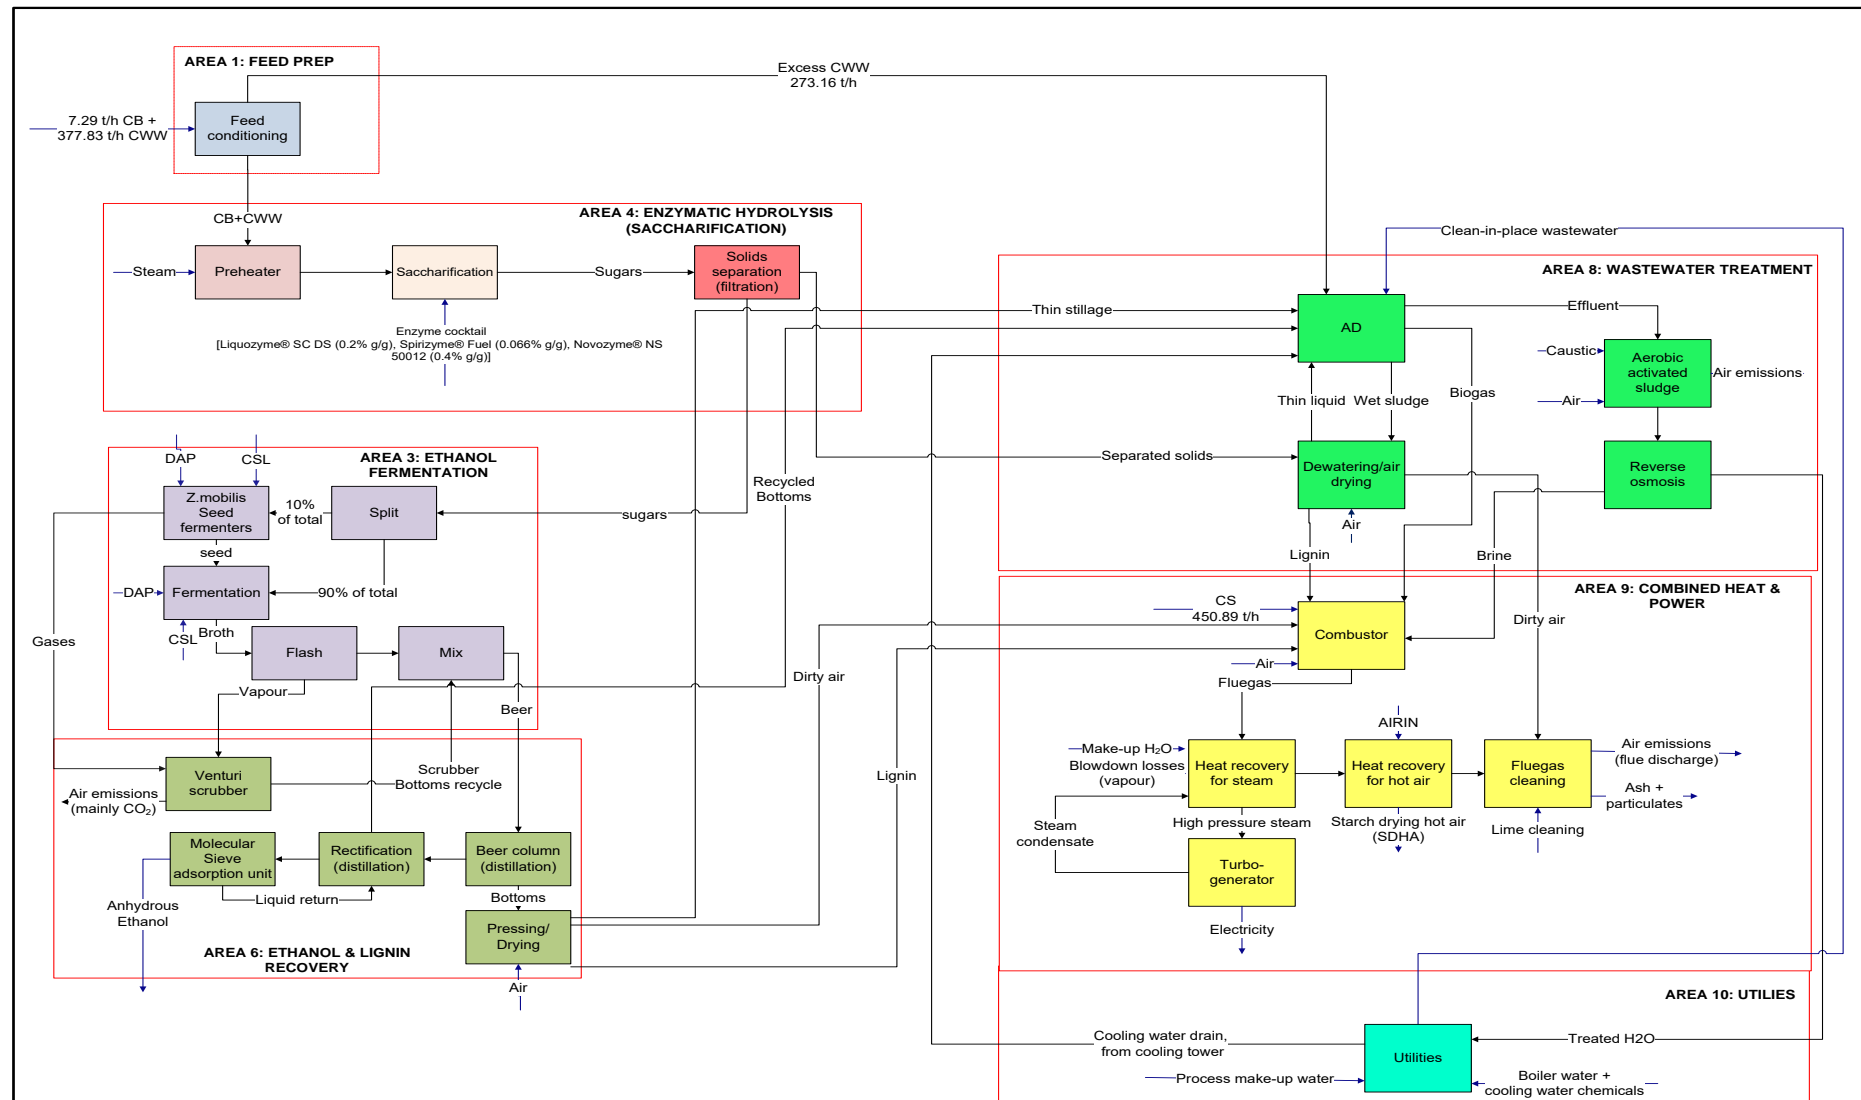 AREA 1: FEED PREP
Excess CWW
273.16 t/h
7.29 t/h CB +
377.83 t/h CWW
Feed
conditioning
CB+CWW
AREA 4: ENZYMATIC HYDROLYSIS
(SACCHARIFICATION)
Steam
Preheater
Saccharification
Sugars
Solids
separation
(filtration)
Enzyme cocktail
[Liquozyme® SC DS (0.2% g/g), Spirizyme® Fuel (0.066% g/g), Novozyme® NS
50012 (0.4% g/g)]
Clean-in-place wastewater
AREA 8: WASTEWATER TREATMENT
Thin stillage
AD
Effluent
Caustic
Aerobic
activated
sludge
Air emissions
Air
Biogas
Thin liquid
Wet sludge
Separated solids
Dewatering/air
drying
Reverse
osmosis
Air
Lignin
Brine
AREA 3: ETHANOL
FERMENTATION
DAP
CSL
Z.mobilis
Seed
fermenters
10%
of total
Split
sugars
Recycled
Bottoms
seed
DAP
Fermentation
90% of total
CSL
Broth
Gases
Flash
Mix
Vapour
Beer
Dirty air
AREA 9: COMBINED HEAT &
POWER
CS
450.89 t/h
Combustor
Air
Dirty air
Fluegas
AIRIN
Make-up H₂O
Blowdown losses
(vapour)
Heat recovery
for steam
Heat recovery
for hot air
Fluegas
cleaning
Air emissions
(flue discharge)
Ash +
particulates
Steam
condensate
High pressure steam
Starch drying hot air
(SDHA)
Lime cleaning
Turbo-
generator
Electricity
Venturi
scrubber
Scrubber
Bottoms recycle
Lignin
Air emissions
(mainly CO₂)
Molecular
Sieve
adsorption unit
Rectification
(distillation)
Beer column
(distillation)
Liquid return
Bottoms
Anhydrous
Ethanol
Pressing/
Drying
AREA 6: ETHANOL & LIGNIN
RECOVERY
Air
AREA 10: UTILIES
Cooling water drain,
from cooling tower
Utilities
Treated H2O
Process make-up water
Boiler water +
cooling water chemicals